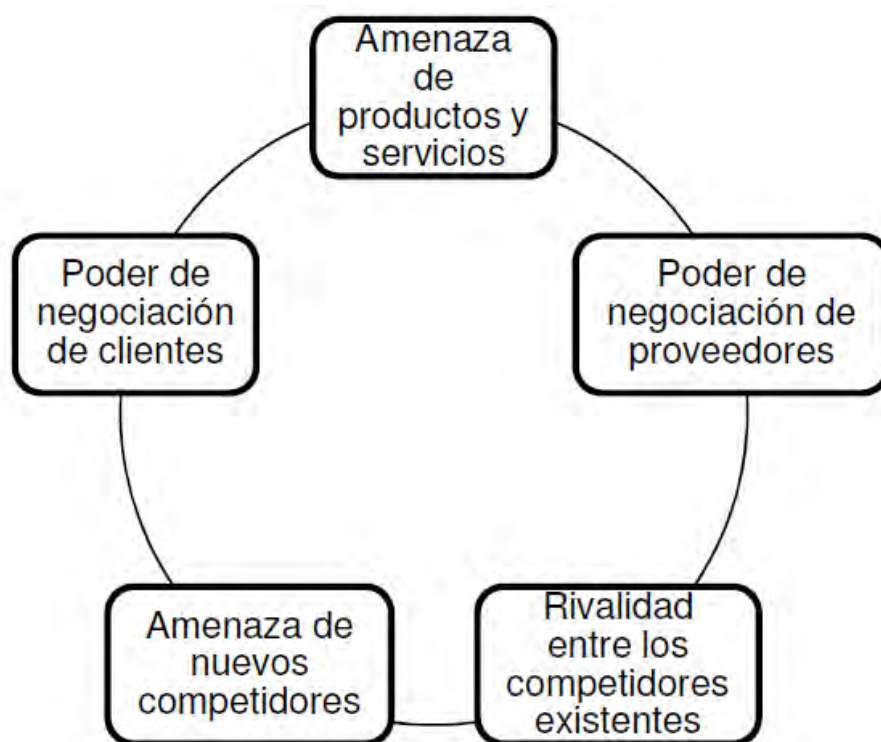 Amenaza
de
productos y
servicios
Poder de
negociación
de clientes
Poder de
negociación de
proveedores
Amenaza de
nuevos
competidores
Rivalidad
entre los
competidores
existentes